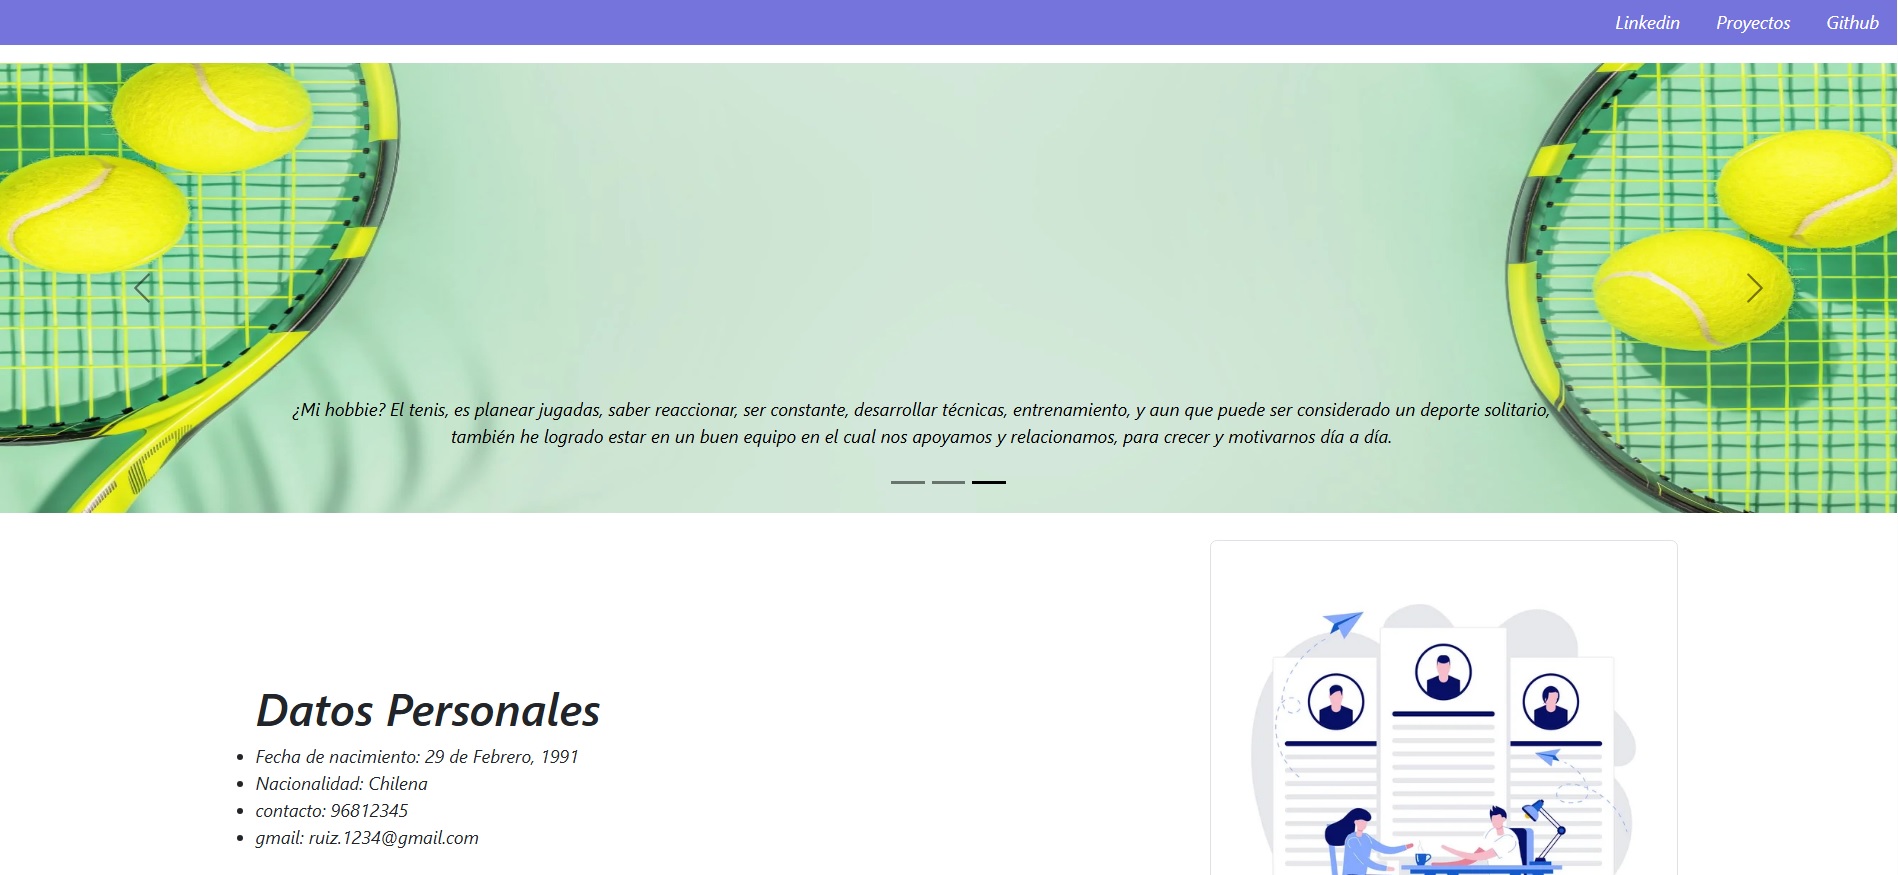 Linkedin Proyectos Github
¿Mi hobbie? El tenis, es planear jugadas, saber reaccionar, ser constante, desarrollar técnicas, entrenamiento, y aun que puede ser considerado un deporte solitario,
también he logrado estar en un buen equipo en el cual nos apoyamos y relacionamos, para crecer y motivarnos día a día.
Datos Personales
Fecha de nacimiento: 29 de Febrero, 1991
Nacionalidad: Chilena
contacto: 96812345
gmail: ruiz.1234@gmail.com